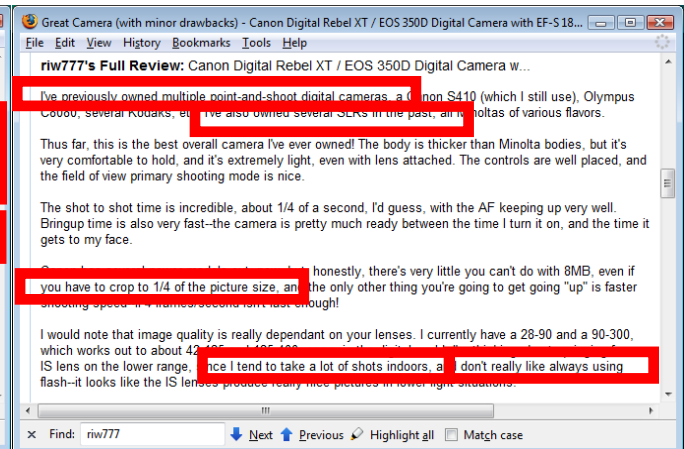 Great Camera (with minor drawbacks) - Canon Digital Rebel XT / EOS 350D Digital Camera with EF-S 18...
File Edit View History Bookmarks Tools Help
riw777's Full Review: Canon Digital Rebel XT / EOS 350D Digital Camera w...
I've previously owned multiple point-and-shoot digital cameras, a Canon S410 (which I still use), Olympus
C8080, several Kodaks, I've also owned several SLRs in the past, all Minoltas of various flavors.
Thus far, this is the best overall camera I've ever owned! The body is thicker than Minolta bodies, but it's
very comfortable to hold, and it's extremely light, even with lens attached. The controls are well placed, and
the field of view primary shooting mode is nice.
The shot to shot time is incredible, about 1/4 of a second, I'd guess, with the AF keeping up very well.
Bringup time is also very fast--the camera is pretty much ready between the time I turn it on, and the time it
gets to my face.
honestly, there's very little you can't do with 8MB, even if
you have to crop to 1/4 of the picture size, and the only other thing you're going to get going "up" is faster
shooting speed enough!
I would note that image quality is really dependant on your lenses. I currently have a 28-90 and a 90-300,
which works out to about
IS lens on the lower range, since I tend to take a lot of shots indoors, and I don't really like always using
flash--it looks like the IS lenses produce really nice pictures in lower light situations.
Find: riw777 Next Previous Highlight all Match case